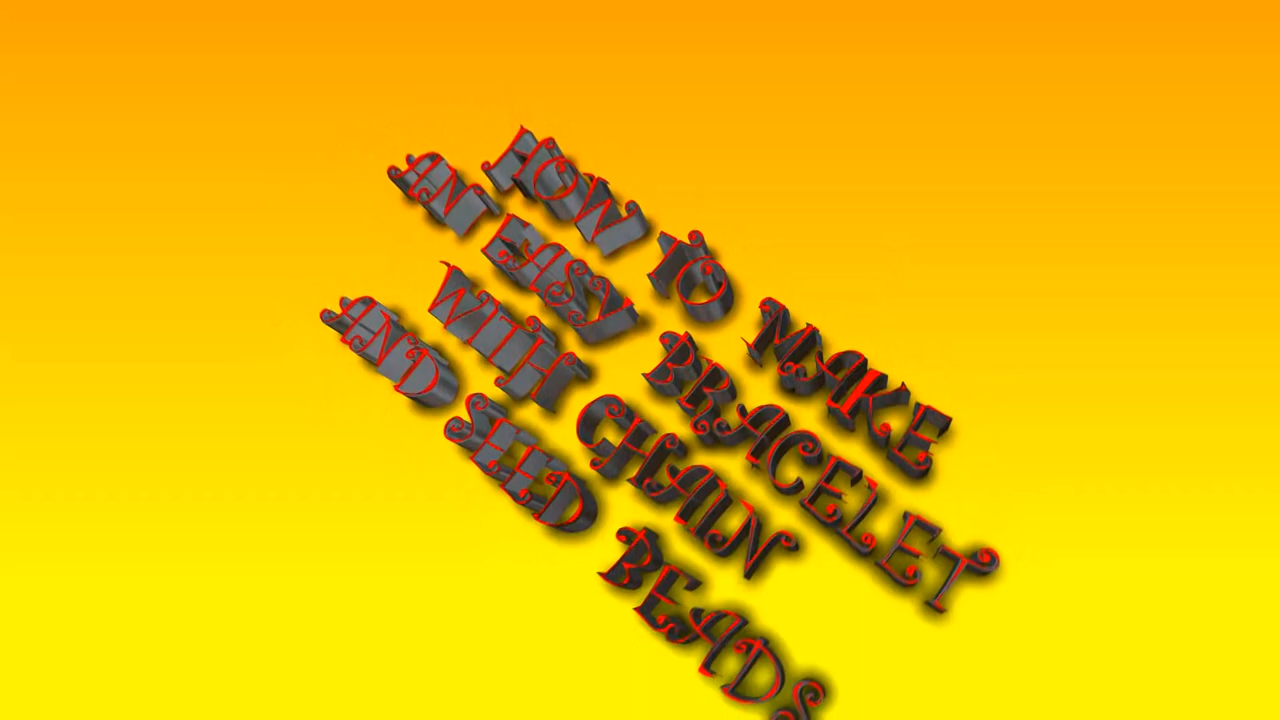 HOW TO MAKE
AN EASY BRACELET
WITH CHAIN
AND SEED BEADS